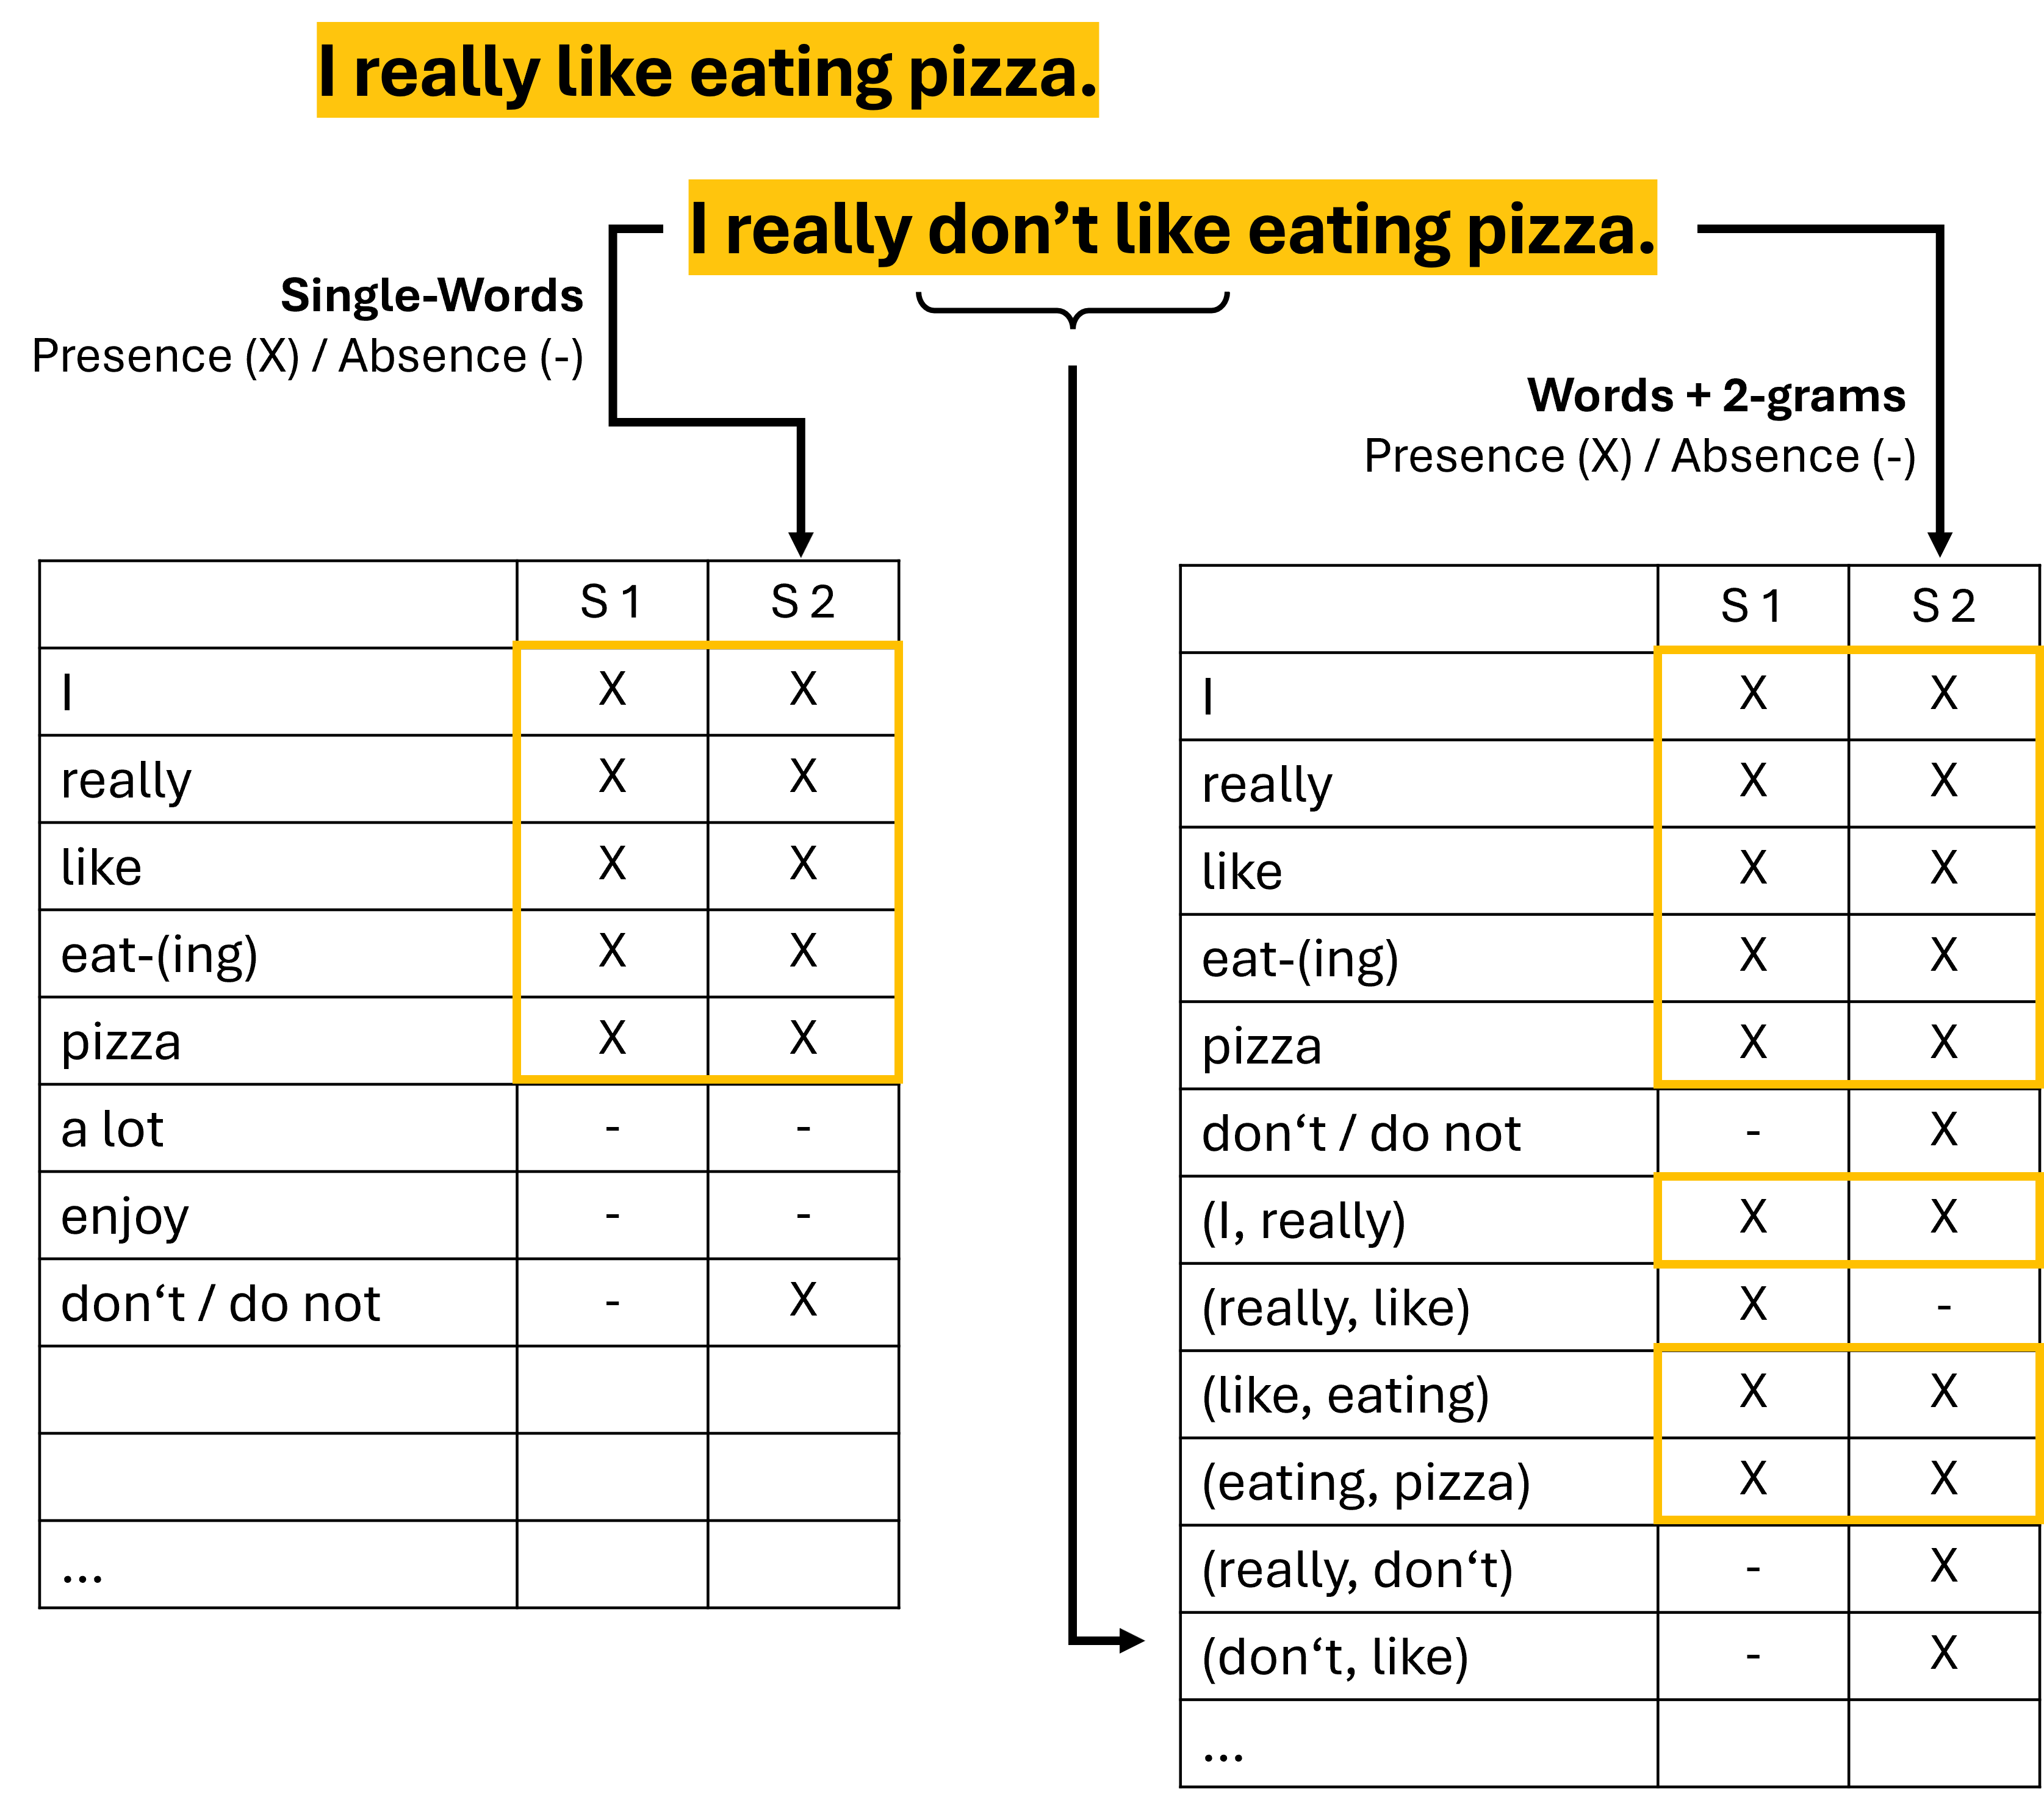 I really like eating pizza.
I really don’t like eating pizza.
Single-Words
Presence (X) / Absence (-)
Words + 2-grams
Presence (X) / Absence (-)
S 1 S 2
I X X
really X X
like X X
eat-(ing) X X
pizza X X
a lot - -
enjoy - -
don‘t / do not - X
...
S 1 S 2
I X X
really X X
like X X
eat-(ing) X X
pizza X X
don‘t / do not - X
(I, really) X X
(really, like) X -
(like, eating) X X
(eating, pizza) X X
(really, don‘t) - X
(don‘t, like) - X
...